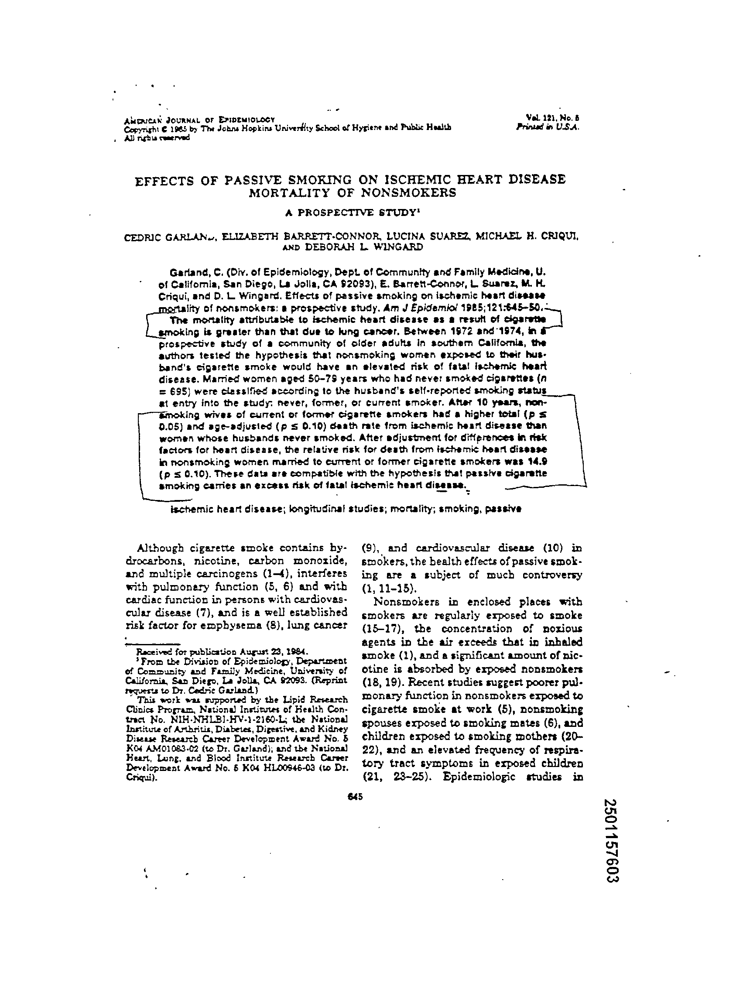 AMERICAN JOURNAL OF EPIDEMIOLOGY
Copyright © 1985 by The Johns Hopkins University School of Hygiene and Public Health
All rights reserved
Vol. 121, No. 5
Printed in U.S.A.
EFFECTS OF PASSIVE SMOKING ON ISCHEMIC HEART DISEASE
MORTALITY OF NONSMOKERS
A PROSPECTIVE STUDY¹
CEDRIC GARLAND, ELIZABETH BARRETT-CONNOR, LUCINA SUAREZ, MICHAEL H. CRIQUI,
AND DEBORAH L. WINGARD
Garland, C. (Div. of Epidemiology, Dept. of Community and Family Medicine, U.
of California, San Diego, La Jolla, CA 92093), E. Barrett-Connor, L. Suarez, M. H.
Criqui, and D. L. Wingard. Effects of passive smoking on ischemic heart disease
mortality of nonsmokers: a prospective study. Am J Epidemiol 1985;121:645–50.
The mortality attributable to ischemic heart disease as a result of cigarette
smoking is greater than that due to lung cancer. Between 1972 and 1974, in a
prospective study of a community of older adults in southern California, the
authors tested the hypothesis that nonsmoking women exposed to their hus-
band's cigarette smoke would have an elevated risk of fatal ischemic heart
disease. Married women aged 50–79 years who had never smoked cigarettes (n
= 695) were classified according to the husband's self-reported smoking status
at entry into the study: never, former, or current smoker. After 10 years, non-
smoking wives of current or former cigarette smokers had a higher total (p ≤
0.05) and age-adjusted (p ≤ 0.10) death rate from ischemic heart disease than
women whose husbands never smoked. After adjustment for differences in risk
factors for heart disease, the relative risk for death from ischemic heart disease
in nonsmoking women married to current or former cigarette smokers was 14.9
(p ≤ 0.10). These data are compatible with the hypothesis that passive cigarette
smoking carries an excess risk of fatal ischemic heart disease.
ischemic heart disease; longitudinal studies; mortality; smoking, passive
Although cigarette smoke contains hy-
drocarbons, nicotine, carbon monoxide,
and multiple carcinogens (1–4), interferes
with pulmonary function (5, 6) and with
cardiac function in persons with cardiovas-
cular disease (7), and is a well established
risk factor for emphysema (8), lung cancer
Received for publication August 23, 1984.
¹ From the Division of Epidemiology, Department
of Community and Family Medicine, University of
California, San Diego, La Jolla, CA 92093. (Reprint
requests to Dr. Cedric Garland.)
This work was supported by the Lipid Research
Clinics Program, National Institutes of Health Con-
tract No. NIH-NHLBI-HV-1-2160-L; the National
Institute of Arthritis, Diabetes, Digestive, and Kidney
Disease Research Career Development Award No. 5
K04 AM01083-02 (to Dr. Garland); and the National
Heart, Lung, and Blood Institute Research Career
Development Award No. 5 K04 HL00946-03 (to Dr.
Criqui).
(9), and cardiovascular disease (10) in
smokers, the health effects of passive smok-
ing are a subject of much controversy
(1, 11–15).
Nonsmokers in enclosed places with
smokers are regularly exposed to smoke
(15–17), the concentration of noxious
agents in the air exceeds that in inhaled
smoke (1), and a significant amount of nic-
otine is absorbed by exposed nonsmokers
(18, 19). Recent studies suggest poorer pul-
monary function in nonsmokers exposed to
cigarette smoke at work (5), nonsmoking
spouses exposed to smoking mates (6), and
children exposed to smoking mothers (20–
22), and an elevated frequency of respira-
tory tract symptoms in exposed children
(21, 23–25). Epidemiologic studies in
645
2501157603